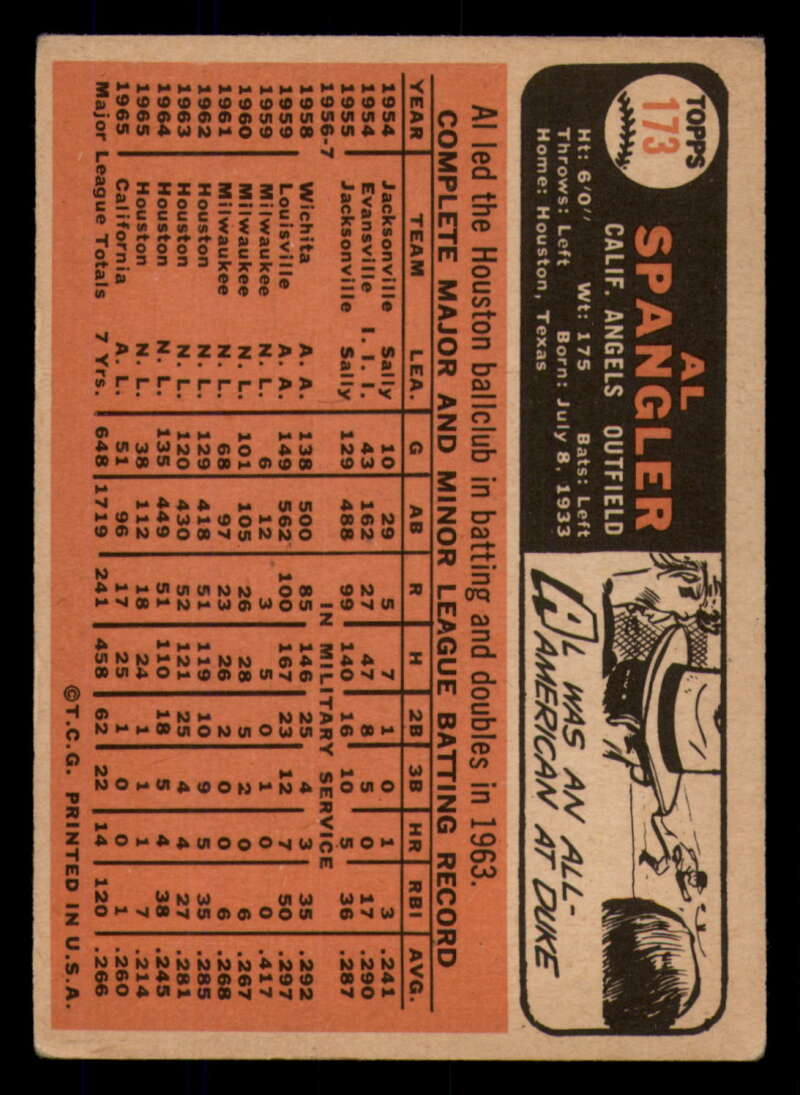 TOPPS
173
AL
SPANGLER
CALIF. ANGELS OUTFIELD
Ht: 6'0" Wt: 175 Bats: Left
Throws: Left Born: July 8, 1933
Home: Houston, Texas
AL WAS AN ALL-
AMERICAN AT DUKE
Al led the Houston ballclub in batting and doubles in 1963.
COMPLETE MAJOR AND MINOR LEAGUE BATTING RECORD
YEAR TEAM LEA. G AB R H 2B 3B HR RBI AVG.
1954 Jacksonville Sally 10 29 5 7 1 0 1 3 .241
1954 Evansville I. I. I. 43 162 27 47 8 5 0 17 .290
1955 Jacksonville Sally 129 488 99 140 16 10 5 36 .287
1956-7 IN MILITARY SERVICE
1958 Wichita A. A. 138 500 85 146 25 4 3 35 .292
1959 Louisville A. A. 149 562 100 167 23 12 7 50 .297
1959 Milwaukee N. L. 6 12 3 5 0 1 0 0 .417
1960 Milwaukee N. L. 101 105 26 28 5 2 0 6 .267
1961 Milwaukee N. L. 68 97 23 26 2 0 0 6 .268
1962 Houston N. L. 129 418 51 119 10 9 5 35 .285
1963 Houston N. L. 120 430 52 121 25 4 4 27 .281
1964 Houston N. L. 135 449 51 110 18 5 4 38 .245
1965 Houston N. L. 38 112 18 24 1 1 1 7 .214
1965 California A. L. 51 96 17 25 1 0 0 1 .260
Major League Totals 7 Yrs. 648 1719 241 458 62 22 14 120 .266
©T.C.G. PRINTED IN U.S.A.